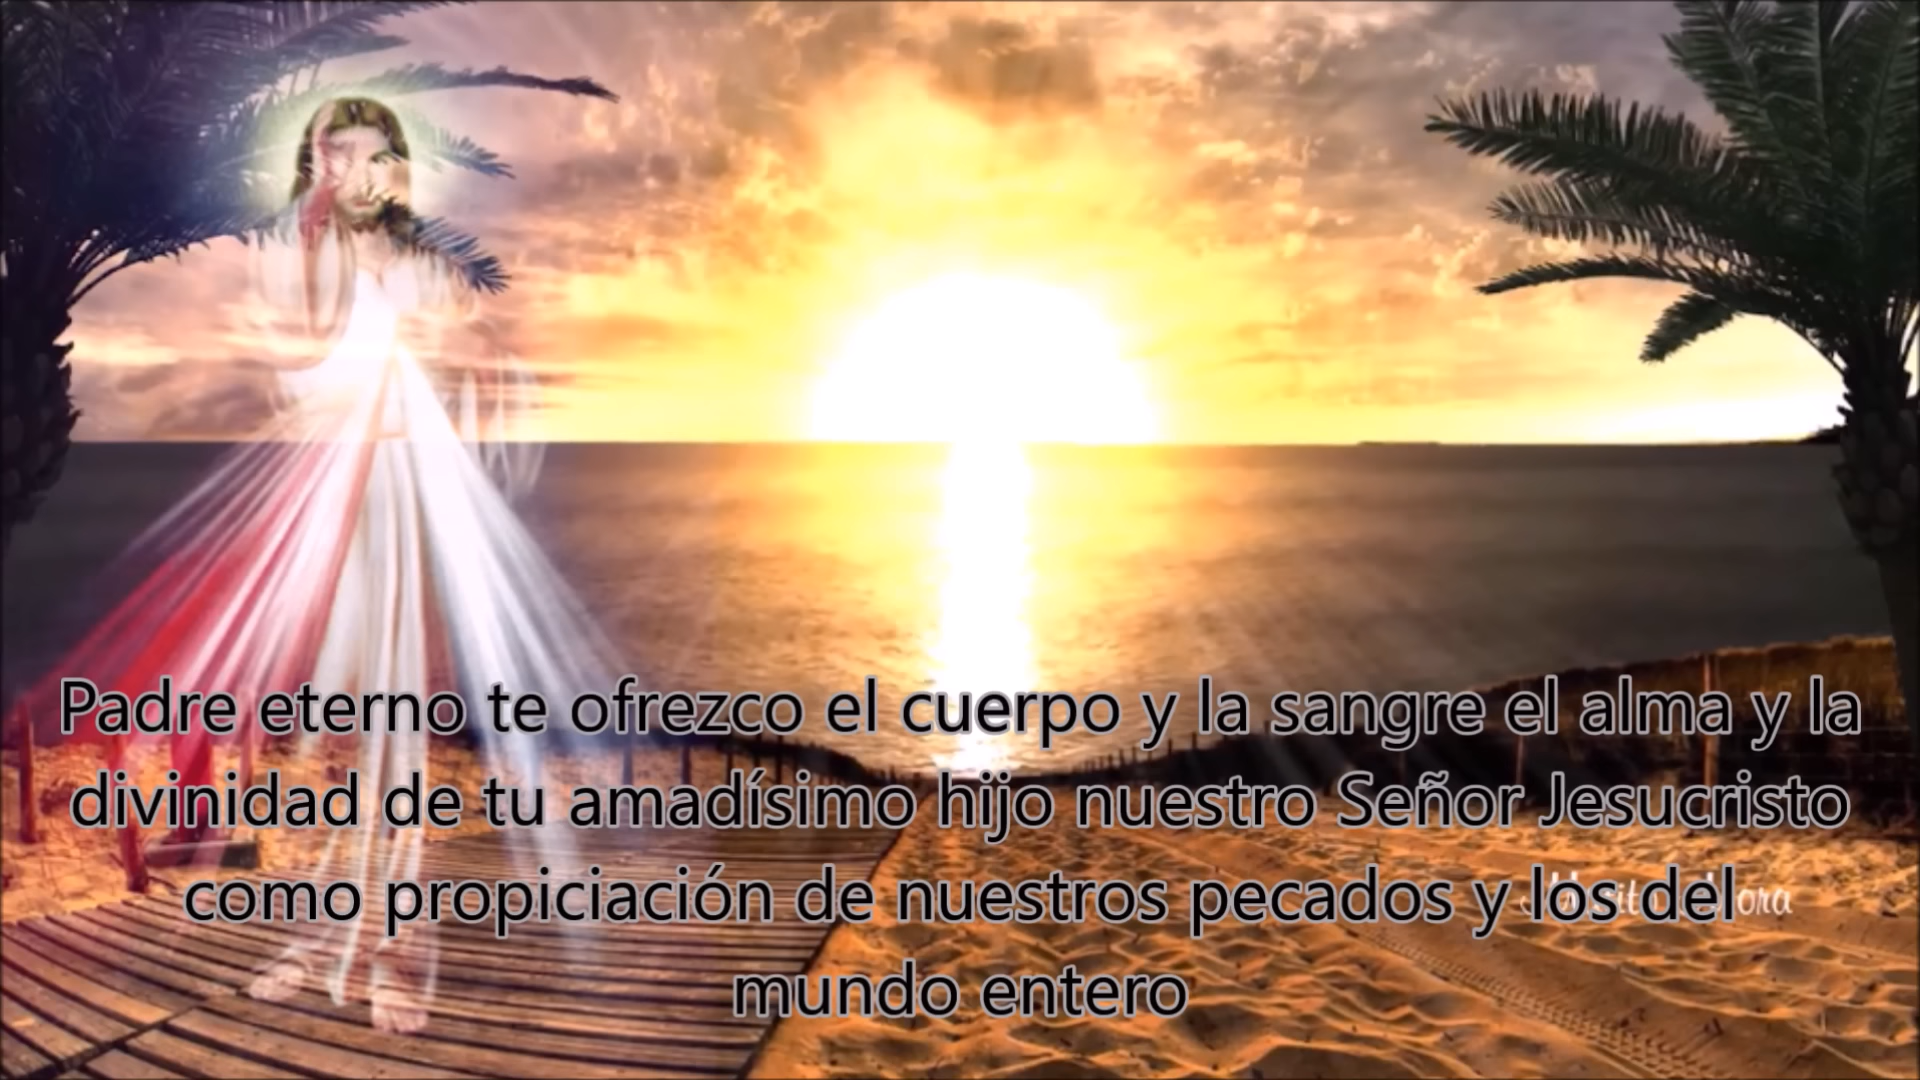 Padre eterno te ofrezco el cuerpo y la sangre el alma y la
divinidad de tu amadísimo hijo nuestro Señor Jesucristo
como propiciación de nuestros pecados y los del
mundo entero